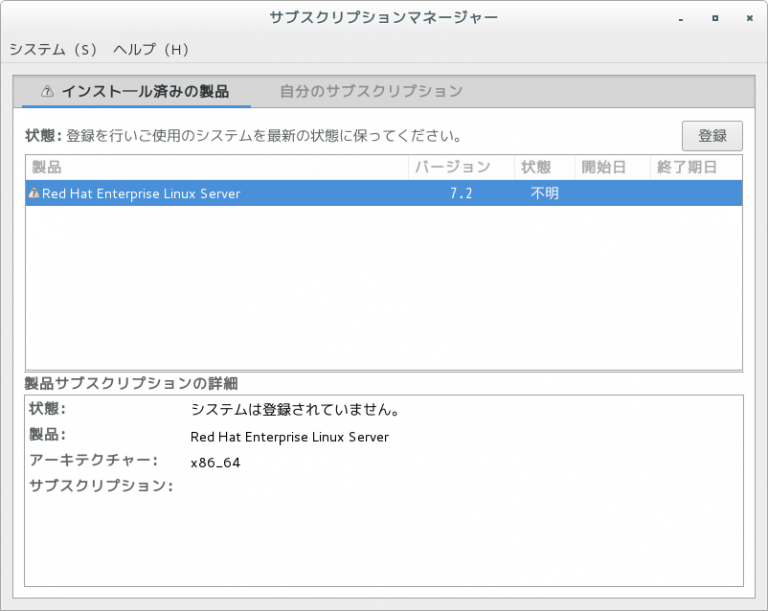 サブスクリプションマネージャー
システム (S) ヘルプ (H)
インストール済みの製品 自分のサブスクリプション
状態: 登録を行いご使用のシステムを最新の状態に保ってください。 登録
製品 バージョン 状態 開始日 終了期日
Red Hat Enterprise Linux Server 7.2 不明
製品サブスクリプションの詳細
状態: システムは登録されていません。
製品: Red Hat Enterprise Linux Server
アーキテクチャー: x86_64
サブスクリプション: